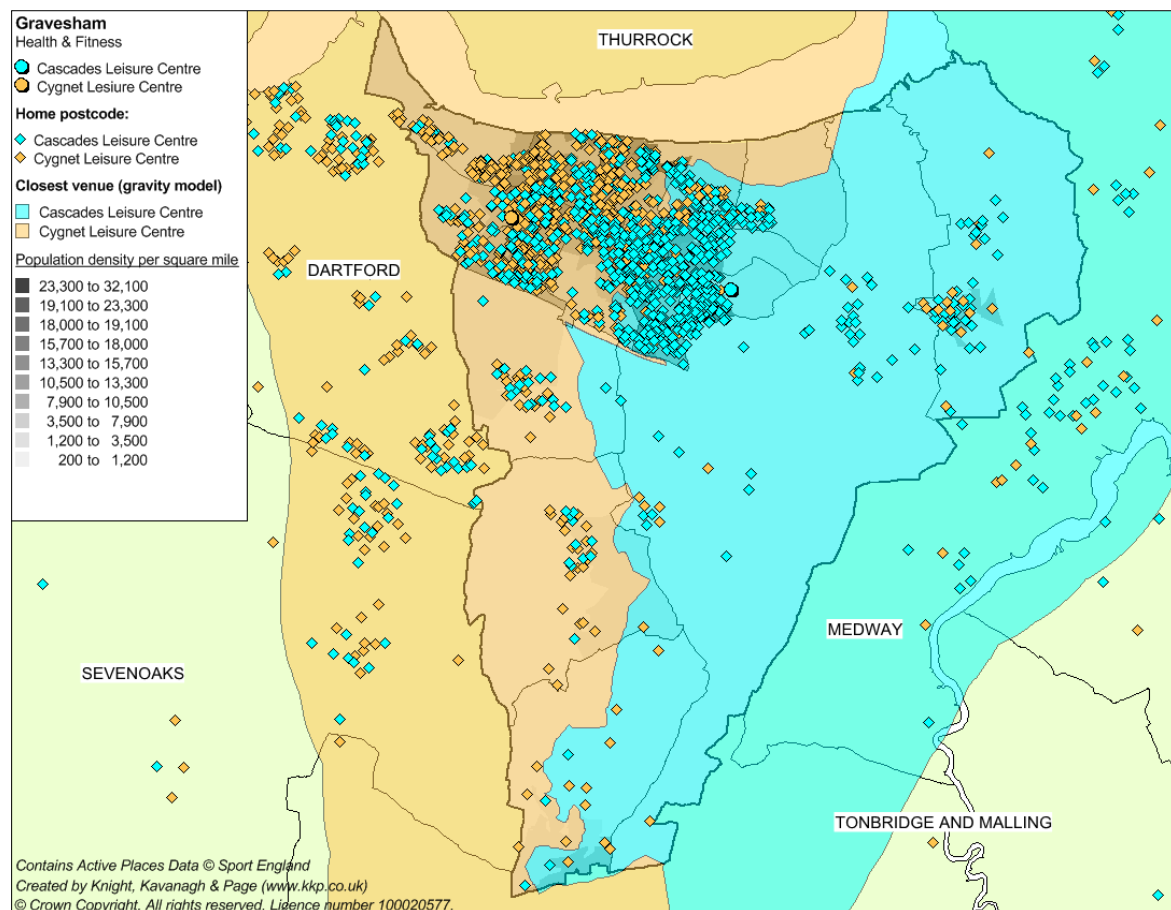 Gravesham
Health & Fitness
Cascades Leisure Centre
Cygnet Lesiure Centre
Home postcode:
Cascades Leisure Centre
Cygnet Leisure Centre
Closest venue (gravity model)
Cascades Leisure Centre
Cygnet Leisure Centre
Population density per square mile
23,300 to 32,100
19,100 to 23,300
18,000 to 19,100
15,700 to 18,000
13,300 to 15,700
10,500 to 13,300
7,900 to 10,500
3,500 to 7,900
1,200 to 3,500
200 to 1,200
THURROCK
DARTFORD
SEVENOAKS
MEDWAY
TONBRIDGE AND MALLING
Contains Active Places Data © Sport England
Created by Knight, Kavanagh & Page (www.kkp.co.uk)
© Crown Copyright. All rights reserved. Licence number 100020577.